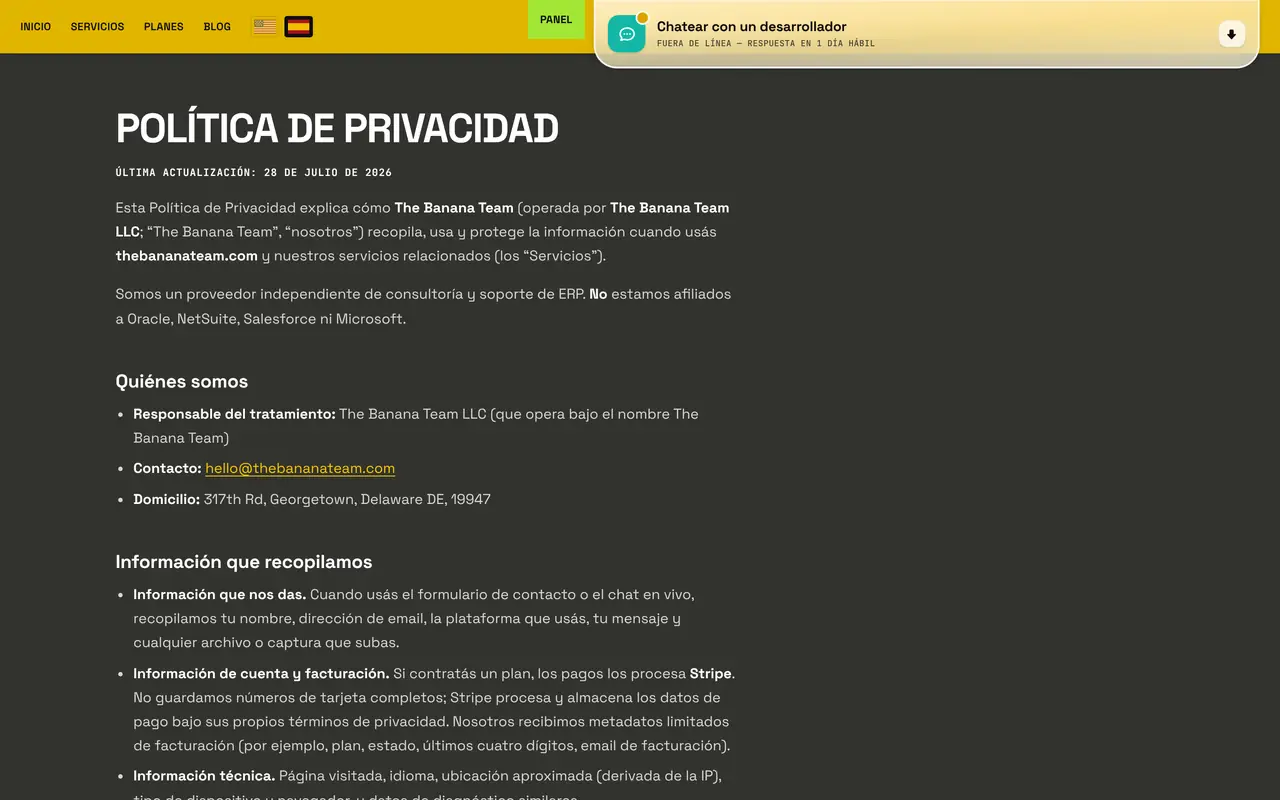 INICIO SERVICIOS PLANES BLOG PANEL
Chatear con un desarrollador
FUERA DE LÍNEA — RESPUESTA EN 1 DÍA HÁBIL
POLÍTICA DE PRIVACIDAD
ÚLTIMA ACTUALIZACIÓN: 28 DE JULIO DE 2026
Esta Política de Privacidad explica cómo The Banana Team (operada por The Banana Team
LLC; “The Banana Team”, “nosotros”) recopila, usa y protege la información cuando usás
thebananateam.com y nuestros servicios relacionados (los “Servicios”).
Somos un proveedor independiente de consultoría y soporte de ERP. No estamos afiliados
a Oracle, NetSuite, Salesforce ni Microsoft.
Quiénes somos
• Responsable del tratamiento: The Banana Team LLC (que opera bajo el nombre The
Banana Team)
• Contacto: hello@thebananateam.com
• Domicilio: 317th Rd, Georgetown, Delaware DE, 19947
Información que recopilamos
• Información que nos das. Cuando usás el formulario de contacto o el chat en vivo,
recopilamos tu nombre, dirección de email, la plataforma que usás, tu mensaje y
cualquier archivo o captura que subas.
• Información de cuenta y facturación. Si contratás un plan, los pagos los procesa Stripe.
No guardamos números de tarjeta completos; Stripe procesa y almacena los datos de
pago bajo sus propios términos de privacidad. Nosotros recibimos metadatos limitados
de facturación (por ejemplo, plan, estado, últimos cuatro dígitos, email de facturación).
• Información técnica. Página visitada, idioma, ubicación aproximada (derivada de la IP),
tipo de dispositivo y navegador, y datos de diagnóstico similares.